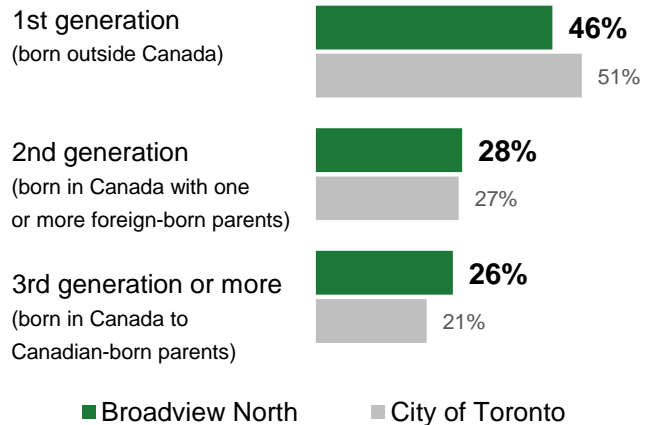 1st generation
(born outside Canada)
46%
51%
2nd generation
(born in Canada with one
or more foreign-born parents)
28%
27%
3rd generation or more
(born in Canada to
Canadian-born parents)
26%
21%
Broadview North
City of Toronto